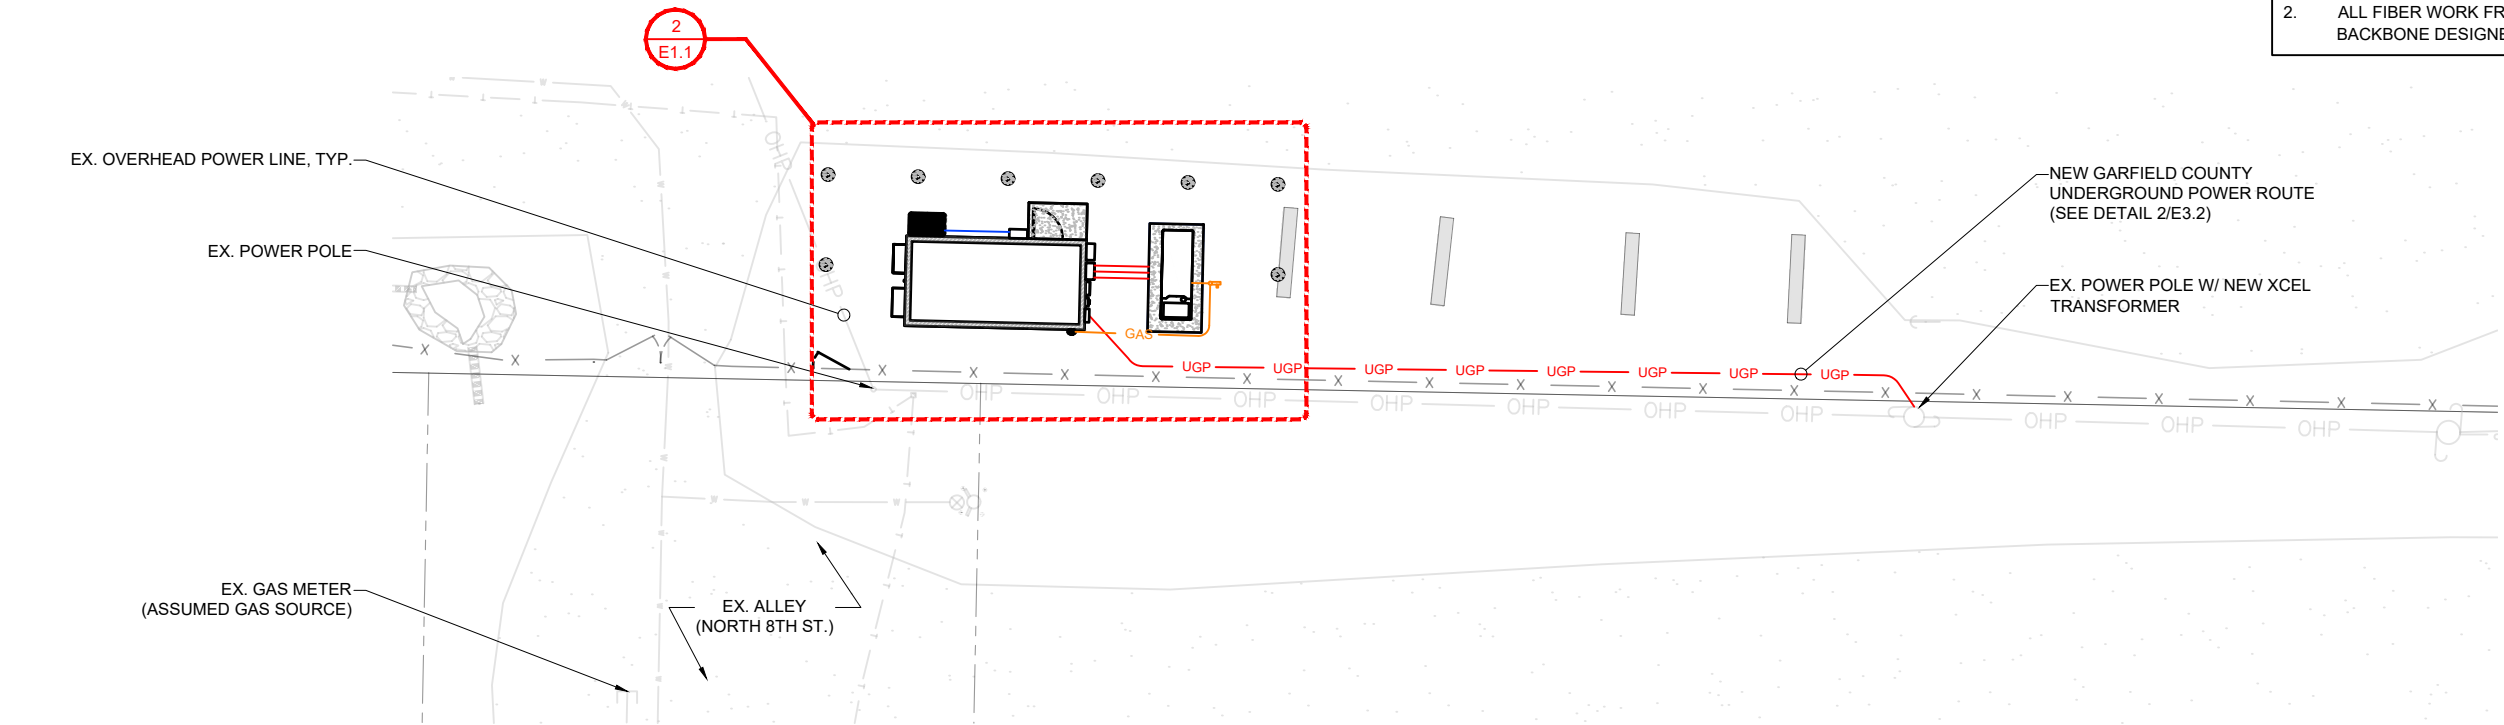 2. ALL FIBER WORK FR
BACKBONE DESIGNE
2
E1.1
EX. OVERHEAD POWER LINE, TYP.
EX. POWER POLE
NEW GARFIELD COUNTY
UNDERGROUND POWER ROUTE
(SEE DETAIL 2/E3.2)
EX. POWER POLE W/ NEW XCEL
TRANSFORMER
OHP
OHP
GAS
UGP UGP UGP UGP UGP UGP UGP UGP
X X X X X X X X X X X X X X X X X X X X X
OHP OHP OHP OHP OHP OHP OHP OHP OHP OHP
EX. GAS METER
(ASSUMED GAS SOURCE)
EX. ALLEY
(NORTH 8TH ST.)